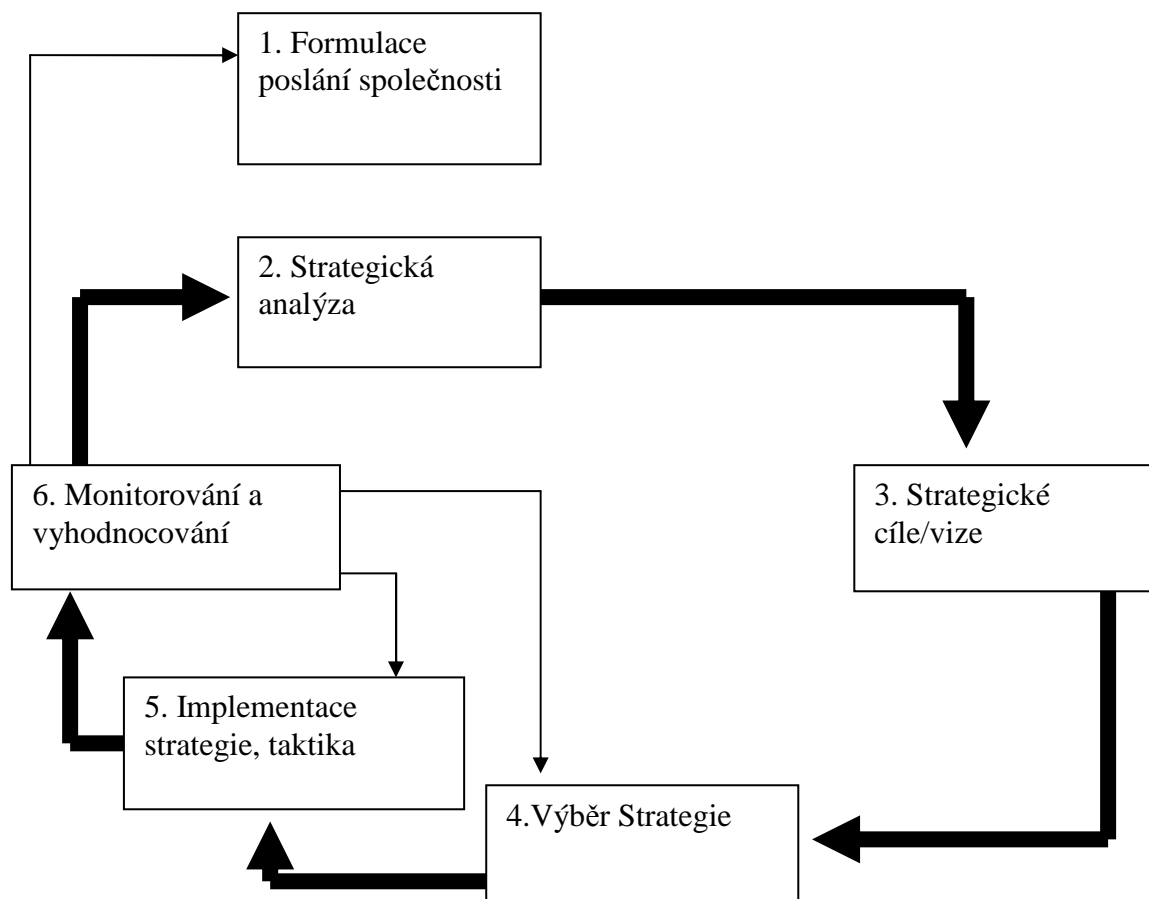 1. Formulace
poslání společnosti
2. Strategická
analýza
3. Strategické
cíle/vize
4.Výběr Strategie
5. Implementace
strategie, taktika
6. Monitorování a
vyhodnocování